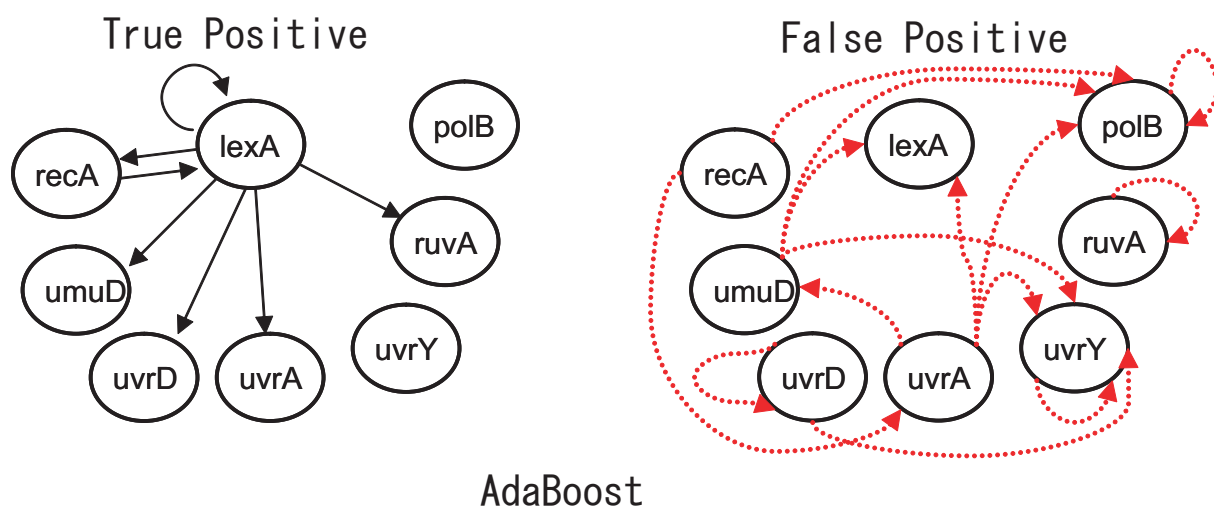 True Positive
False Positive
lexA
polB
recA
ruvA
umuD
uvrY
uvrD
uvrA
polB
lexA
recA
ruvA
umuD
uvrY
uvrD
uvrA
AdaBoost